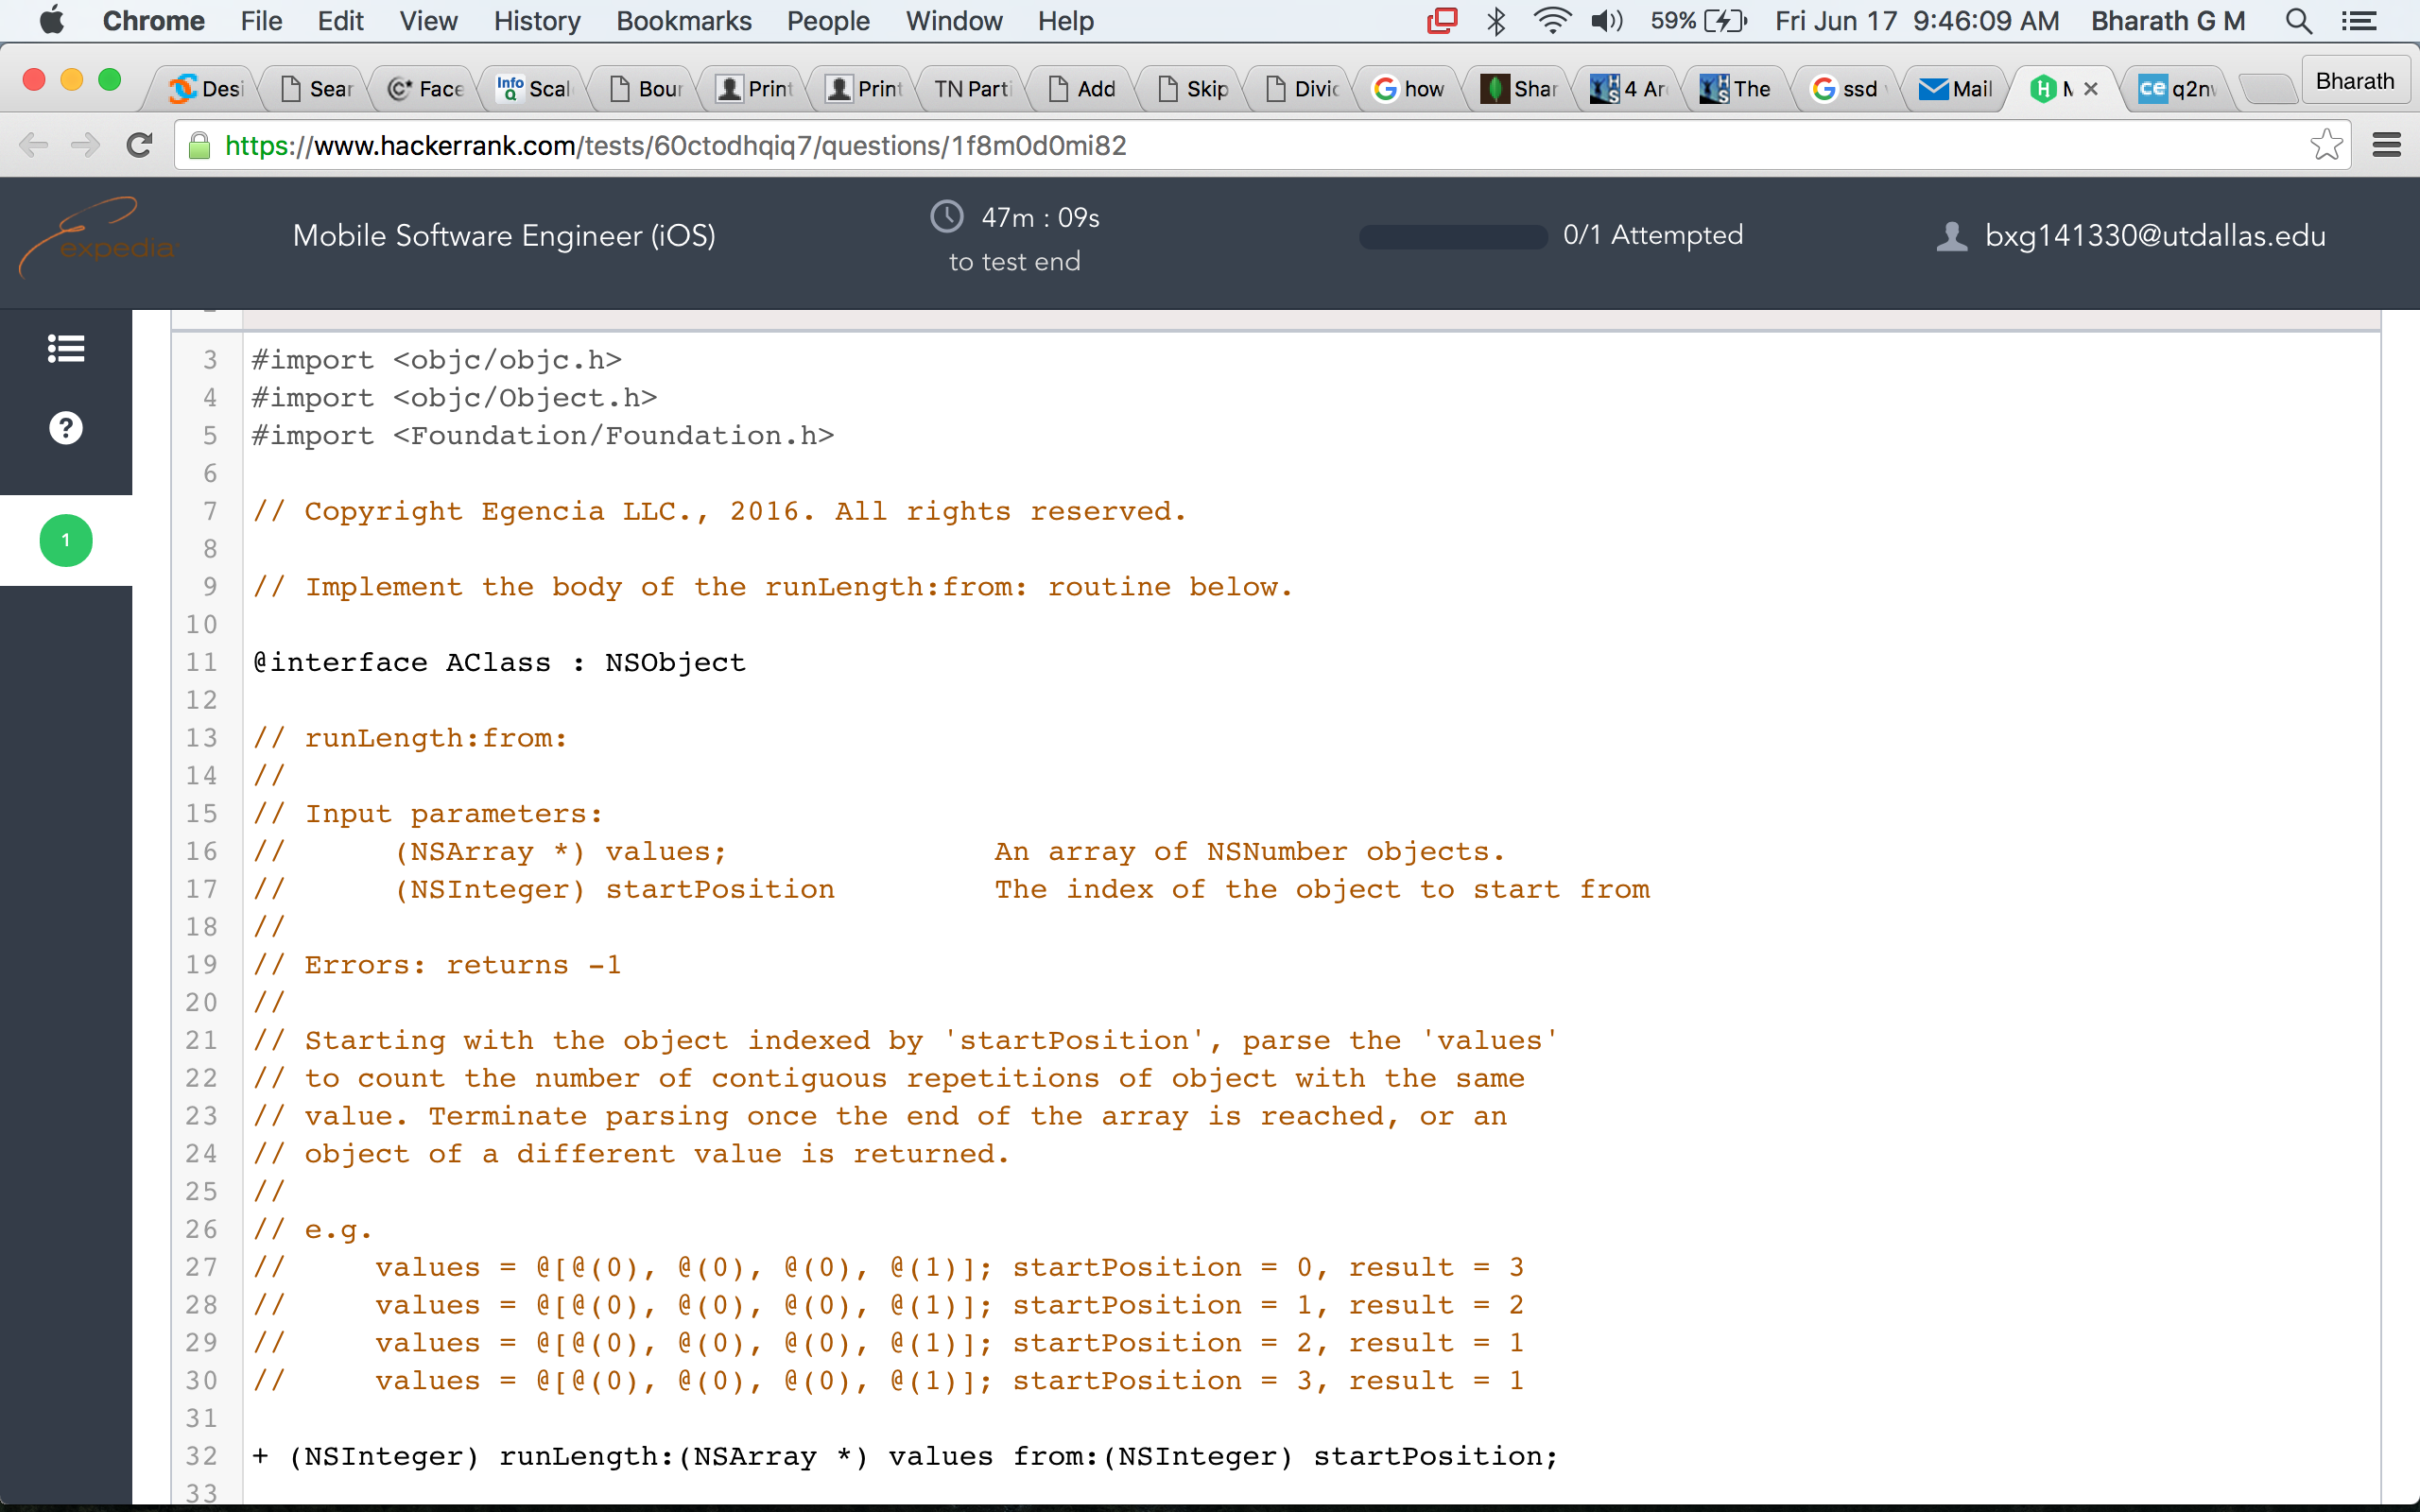 Chrome File Edit View History Bookmarks People Window Help 59% Fri Jun 17 9:46:09 AM Bharath G M
Desi Sear Face InfoQ Scal Bour Print Print TN Parti Add Skip Divic how Shar 4 Ar The ssd Mail ce q2nv Bharath
https://www.hackerrank.com/tests/60ctodhqiq7/questions/1f8m0d0mi82
expedia Mobile Software Engineer (iOS) 47m : 09s 0/1 Attempted bxg141330@utdallas.edu
to test end
?
1
3 #import <objc/objc.h>
4 #import <objc/Object.h>
5 #import <Foundation/Foundation.h>
6
7 // Copyright Egencia LLC., 2016. All rights reserved.
8
9 // Implement the body of the runLength:from: routine below.
10
11 @interface AClass : NSObject
12
13 // runLength:from:
14 //
15 // Input parameters:
16 // (NSArray *) values; An array of NSNumber objects.
17 // (NSInteger) startPosition The index of the object to start from
18 //
19 // Errors: returns -1
20 //
21 // Starting with the object indexed by 'startPosition', parse the 'values'
22 // to count the number of contiguous repetitions of object with the same
23 // value. Terminate parsing once the end of the array is reached, or an
24 // object of a different value is returned.
25 //
26 // e.g.
27 // values = @[@(0), @(0), @(0), @(1)]; startPosition = 0, result = 3
28 // values = @[@(0), @(0), @(0), @(1)]; startPosition = 1, result = 2
29 // values = @[@(0), @(0), @(0), @(1)]; startPosition = 2, result = 1
30 // values = @[@(0), @(0), @(0), @(1)]; startPosition = 3, result = 1
31
32 + (NSInteger) runLength:(NSArray *) values from:(NSInteger) startPosition;
33